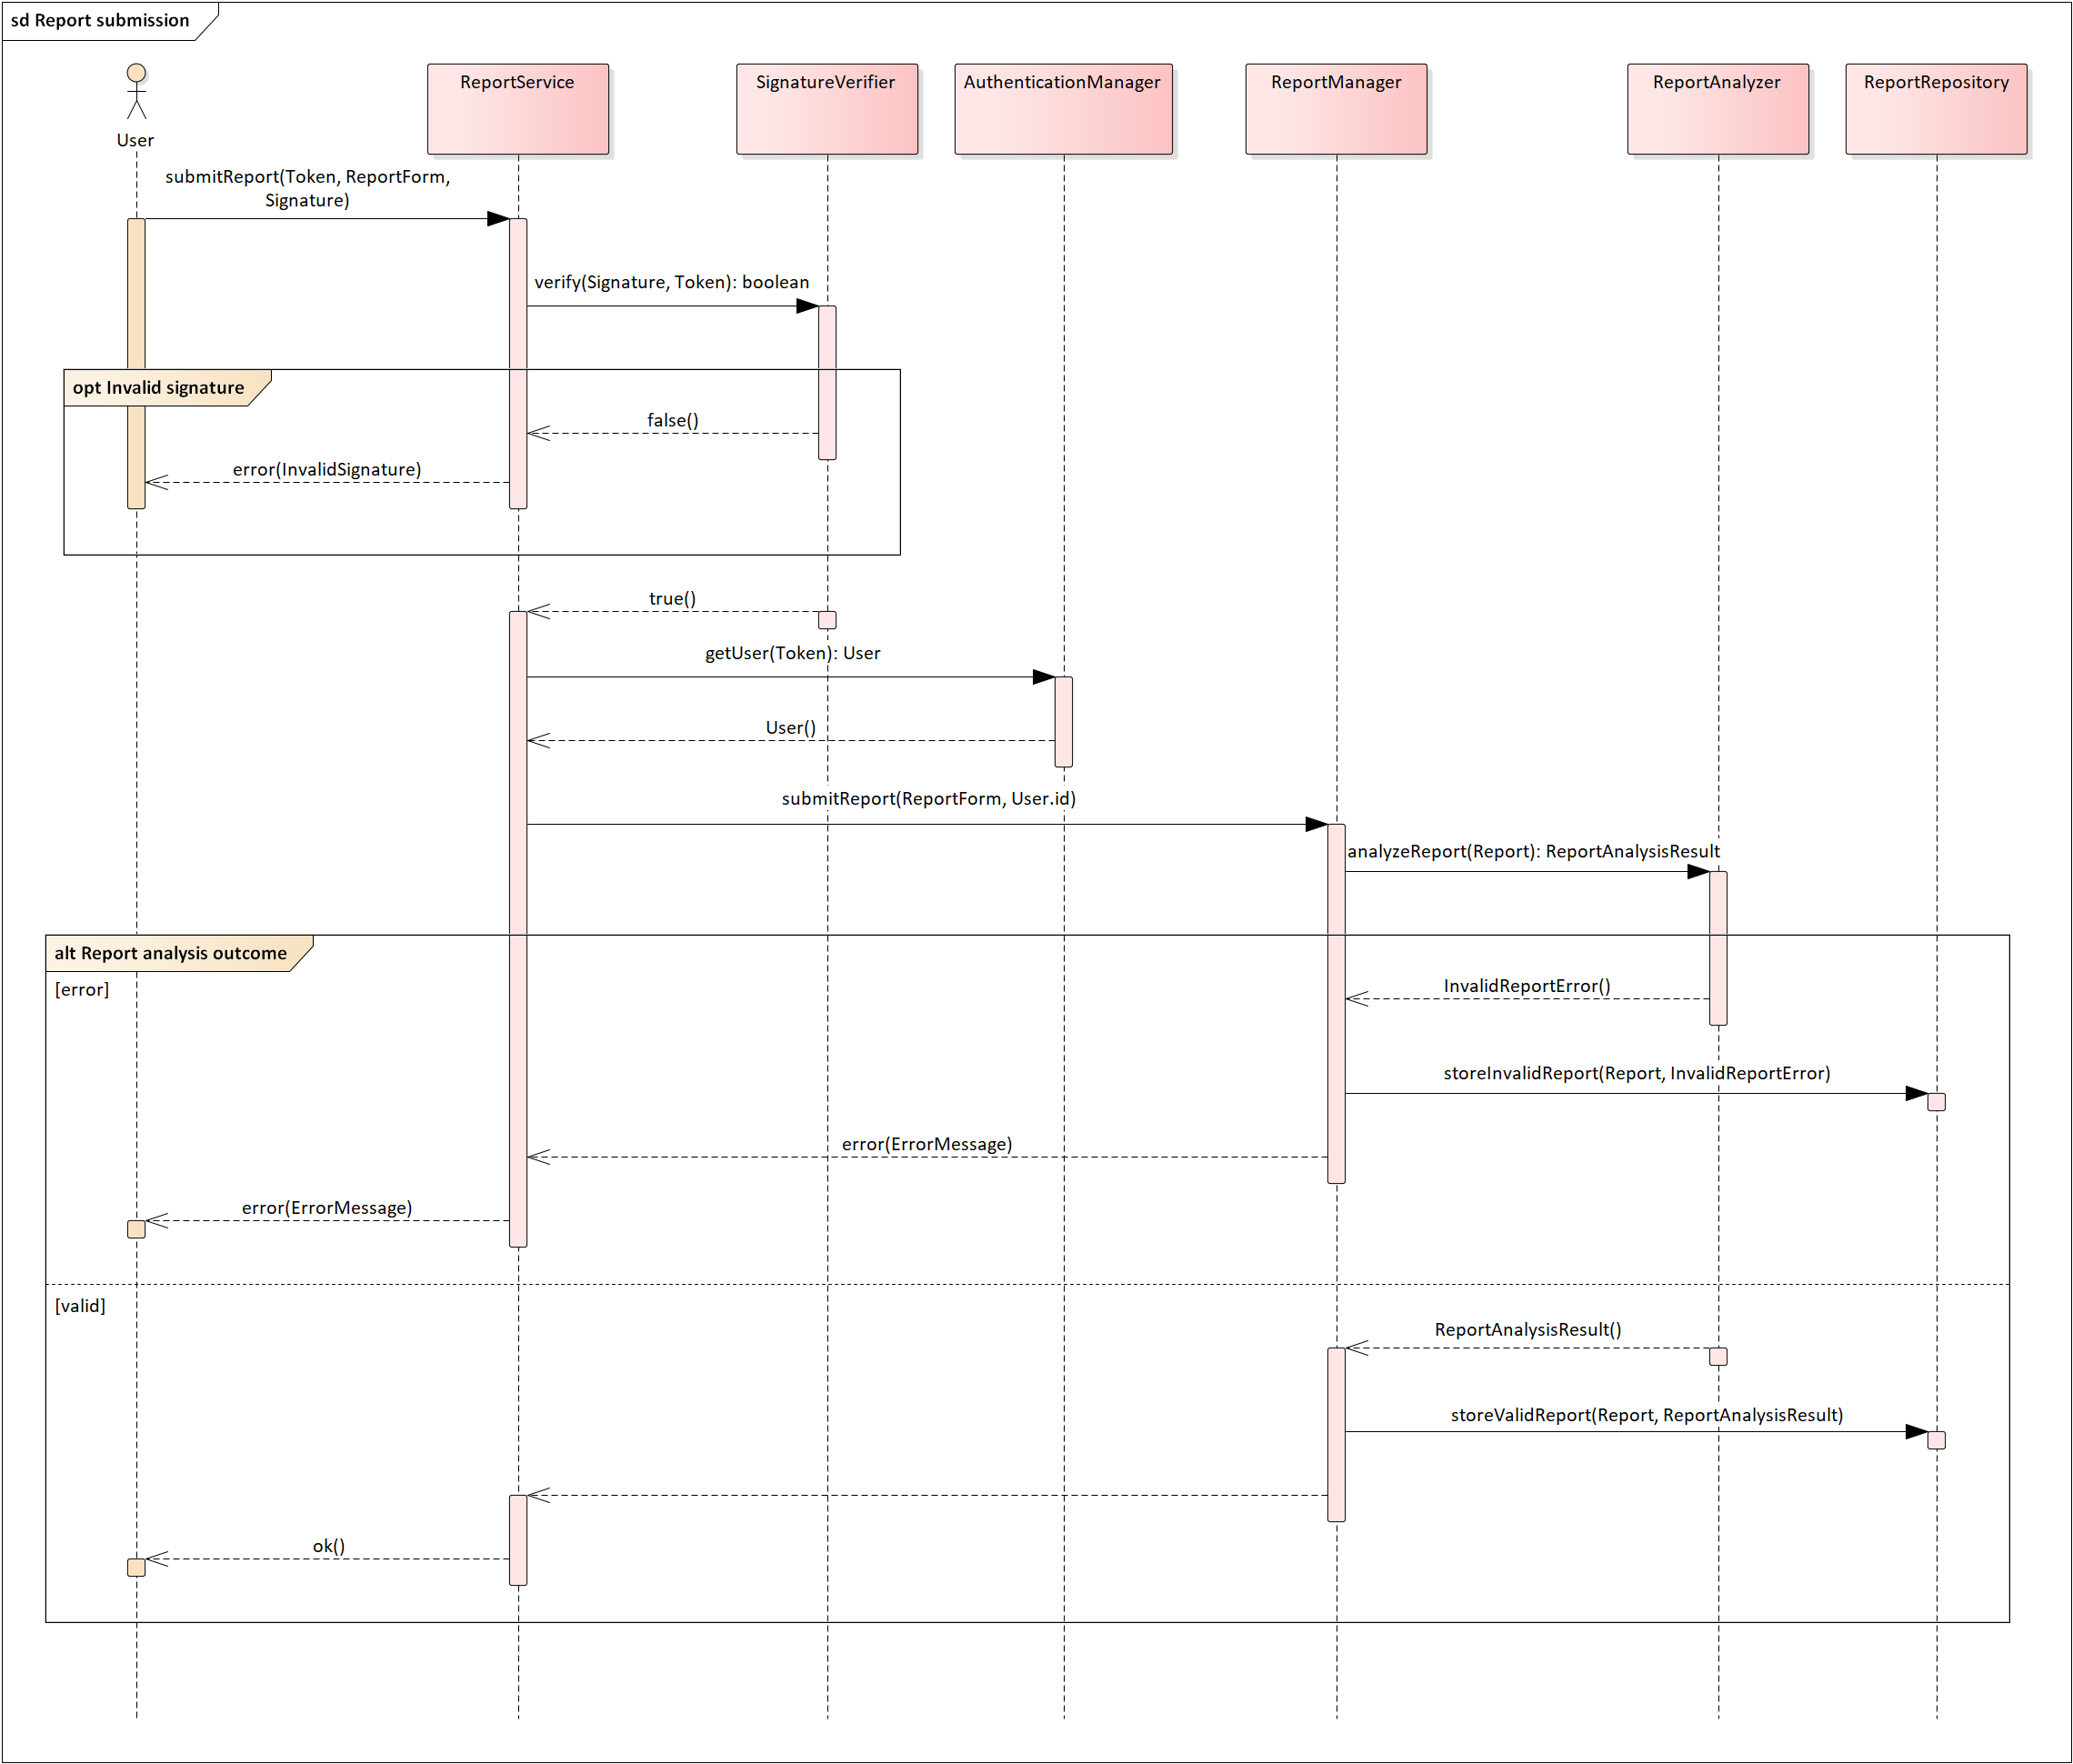 sd Report submission
User
ReportService
SignatureVerifier
AuthenticationManager
ReportManager
ReportAnalyzer
ReportRepository
submitReport(Token, ReportForm,
Signature)
verify(Signature, Token): boolean
opt Invalid signature
false()
error(InvalidSignature)
true()
getUser(Token): User
User()
submitReport(ReportForm, User.id)
analyzeReport(Report): ReportAnalysisResult
alt Report analysis outcome
[error]
InvalidReportError()
storeInvalidReport(Report, InvalidReportError)
error(ErrorMessage)
error(ErrorMessage)
[valid]
ReportAnalysisResult()
storeValidReport(Report, ReportAnalysisResult)
ok()